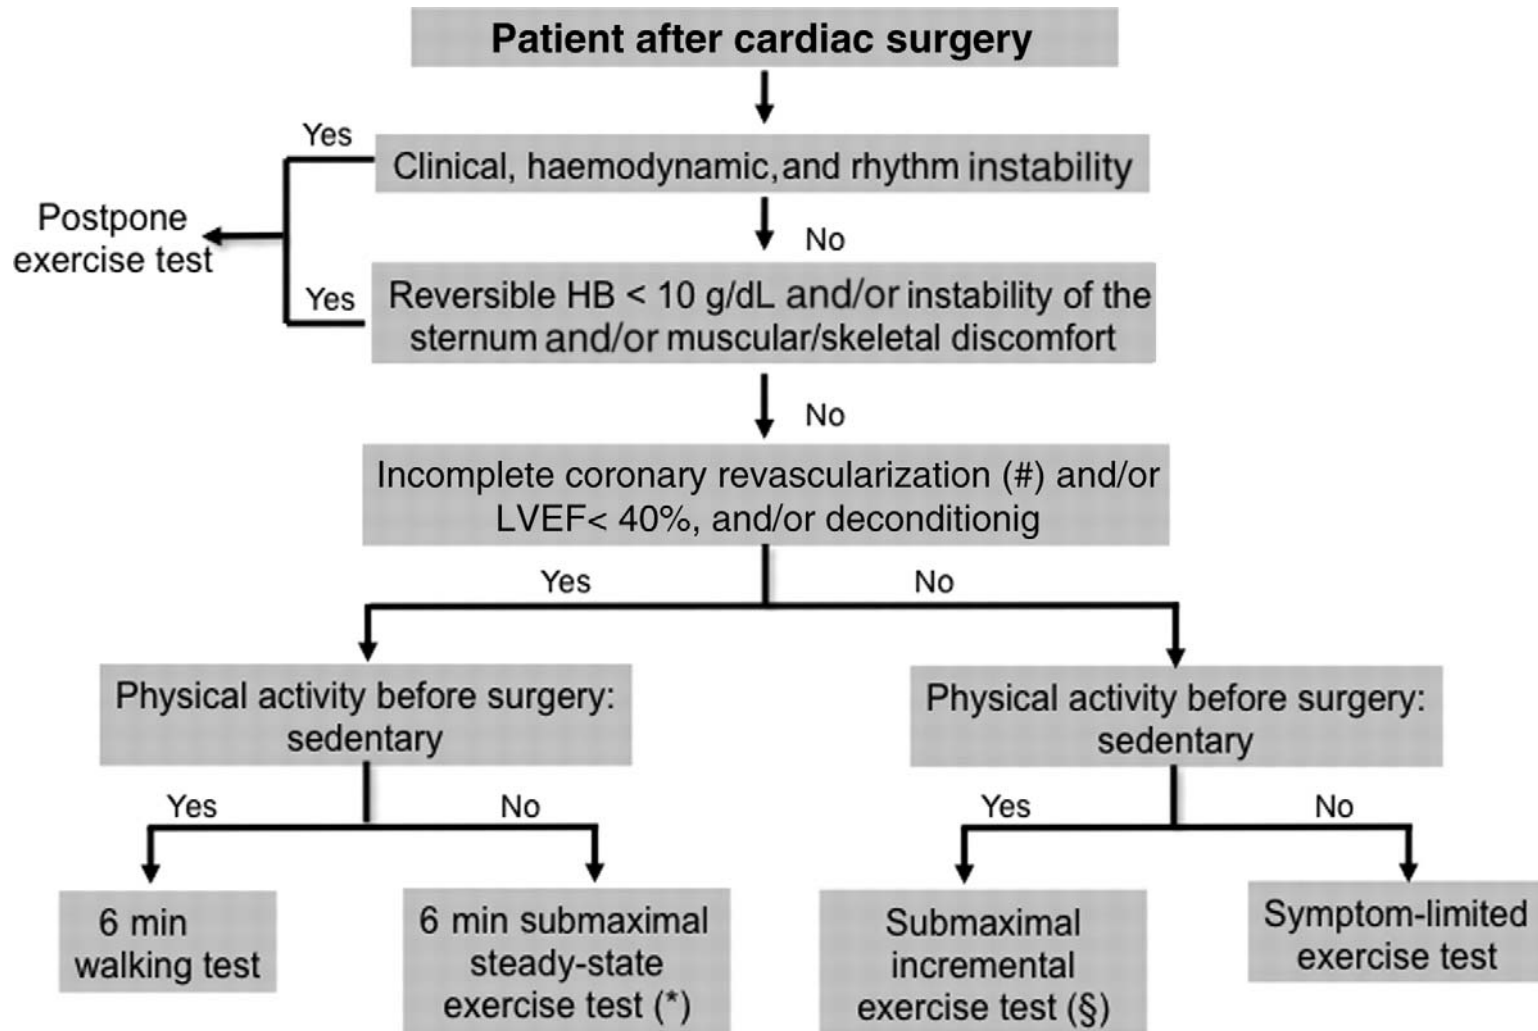 Patient after cardiac surgery
Yes
Clinical, haemodynamic, and rhythm instability
Postpone
exercise test
No
Yes
Reversible HB < 10 g/dL and/or instability of the
sternum and/or muscular/skeletal discomfort
No
Incomplete coronary revascularization (#) and/or
LVEF< 40%, and/or deconditionig
Yes
No
Physical activity before surgery:
sedentary
Physical activity before surgery:
sedentary
Yes
No
Yes
No
6 min
walking test
6 min submaximal
steady-state
exercise test (*)
Submaximal
incremental
exercise test (§)
Symptom-limited
exercise test